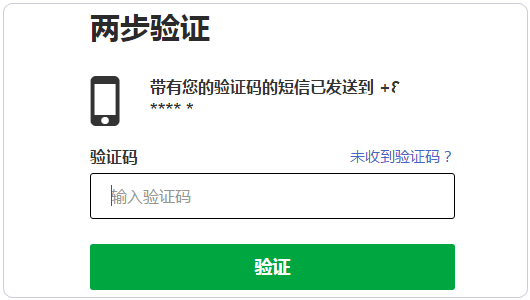 两步验证
带有您的验证码的短信已发送到 +8
**** *
验证码
未收到验证码？
输入验证码
验证